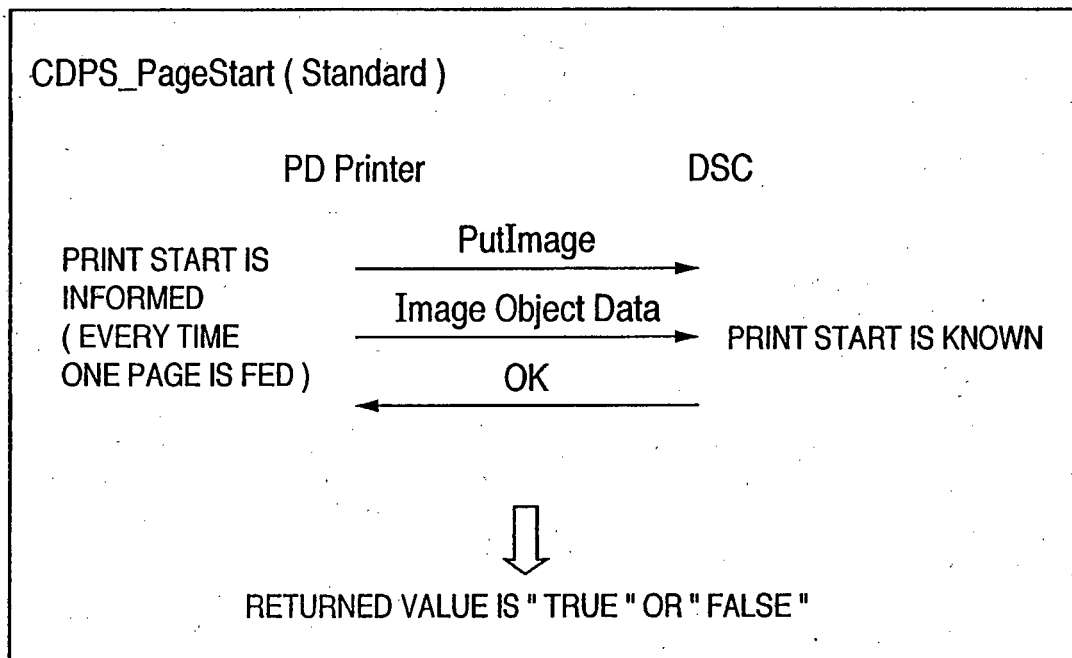 CDPS_PageStart ( Standard )
PD Printer DSC
PutImage
PRINT START IS
INFORMED
( EVERY TIME
ONE PAGE IS FED )
Image Object Data
PRINT START IS KNOWN
OK
RETURNED VALUE IS " TRUE " OR " FALSE "